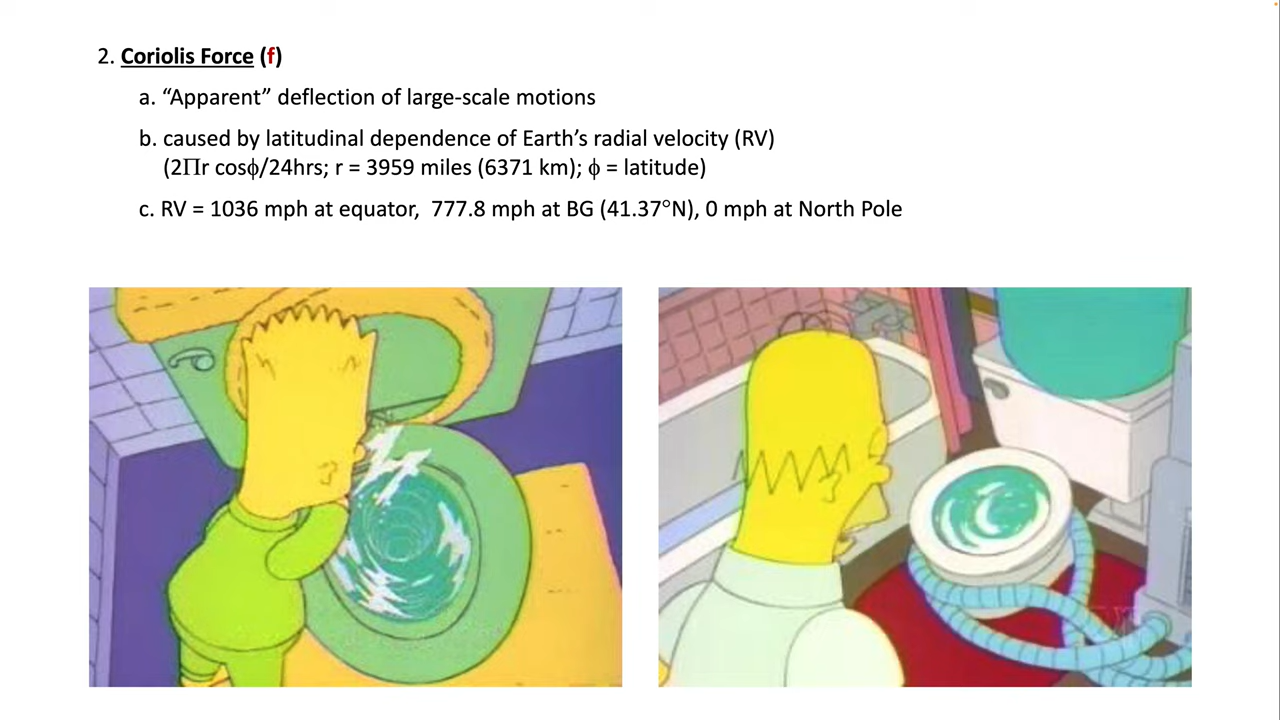 2. Coriolis Force (f)
a. “Apparent” deflection of large-scale motions
b. caused by latitudinal dependence of Earth’s radial velocity (RV)
(2Πr cosϕ/24hrs; r = 3959 miles (6371 km); ϕ = latitude)
c. RV = 1036 mph at equator,  777.8 mph at BG (41.37°N), 0 mph at North Pole